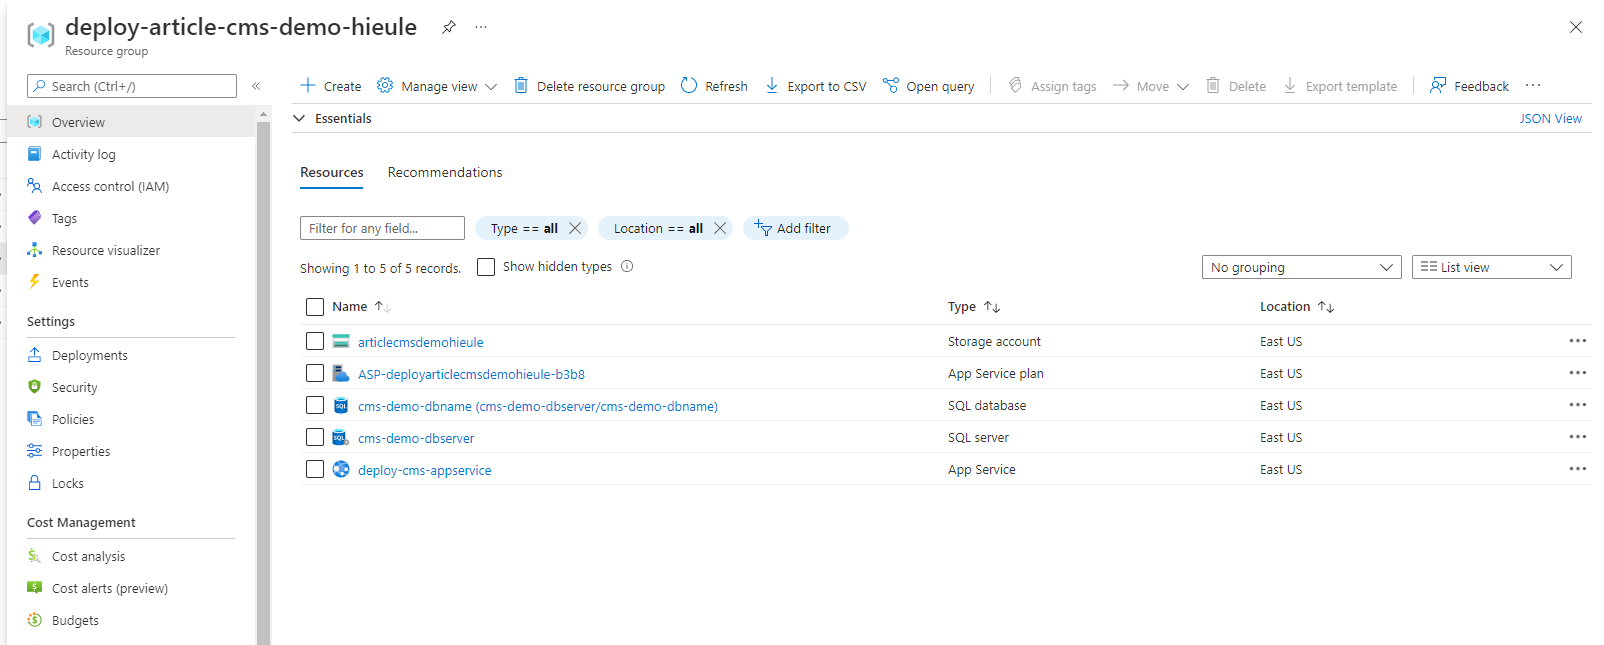 deploy-article-cms-demo-hieule
Resource group
Search (Ctrl+/)
Create Manage view Delete resource group Refresh Export to CSV Open query Assign tags Move Delete Export template Feedback
Overview
Activity log
Access control (IAM)
Tags
Resource visualizer
Events
Settings
Deployments
Security
Policies
Properties
Locks
Cost Management
Cost analysis
Cost alerts (preview)
Budgets
Essentials JSON View
Resources Recommendations
Filter for any field... Type == all Location == all Add filter
Showing 1 to 5 of 5 records. Show hidden types No grouping List view
Name Type Location
articlecmsdemohieule Storage account East US
ASP-deployarticlecmsdemohieule-b3b8 App Service plan East US
cms-demo-dbname (cms-demo-dbserver/cms-demo-dbname) SQL database East US
cms-demo-dbserver SQL server East US
deploy-cms-appservice App Service East US